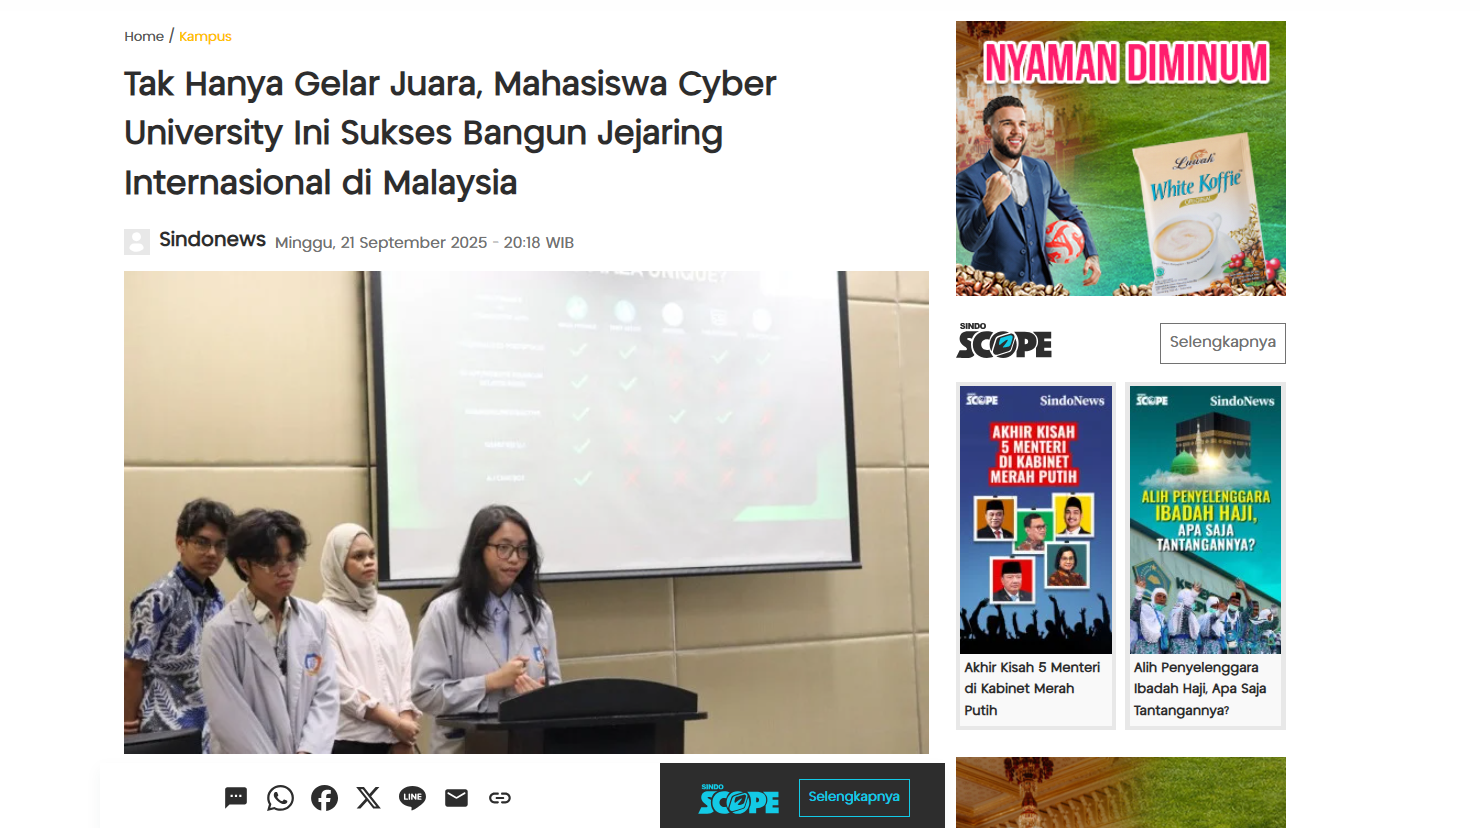 Home / Kampus
Tak Hanya Gelar Juara, Mahasiswa Cyber
University Ini Sukses Bangun Jejaring
Internasional di Malaysia
Sindonews Minggu, 21 September 2025 - 20:18 WIB
UNIQUE?
LINE
SINDO
SCOPE
Selengkapnya
NYAMAN DIMINUM
Luwak
White Koffie
ORIGINAL
SINDO
SCOPE
Selengkapnya
SCOPE
SindoNews
AKHIR KISAH
5 MENTERI
DI KABINET
MERAH PUTIH
Akhir Kisah 5 Menteri
di Kabinet Merah
Putih
SCOPE
SindoNews
ALIH PENYELENGGARA
IBADAH HAJI,
APA SAJA
TANTANGANNYA?
Alih Penyelenggara
Ibadah Haji, Apa Saja
Tantangannya?